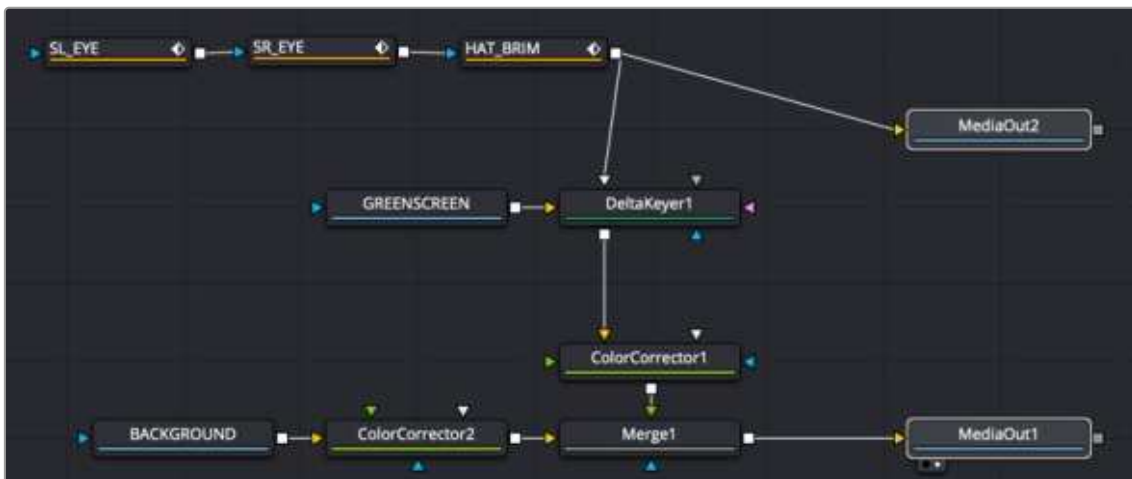 SL_EYE
SR_EYE
HAT_BRIM
MediaOut2
GREENSCREEN
DeltaKeyer1
ColorCorrector1
BACKGROUND
ColorCorrector2
Merge1
MediaOut1